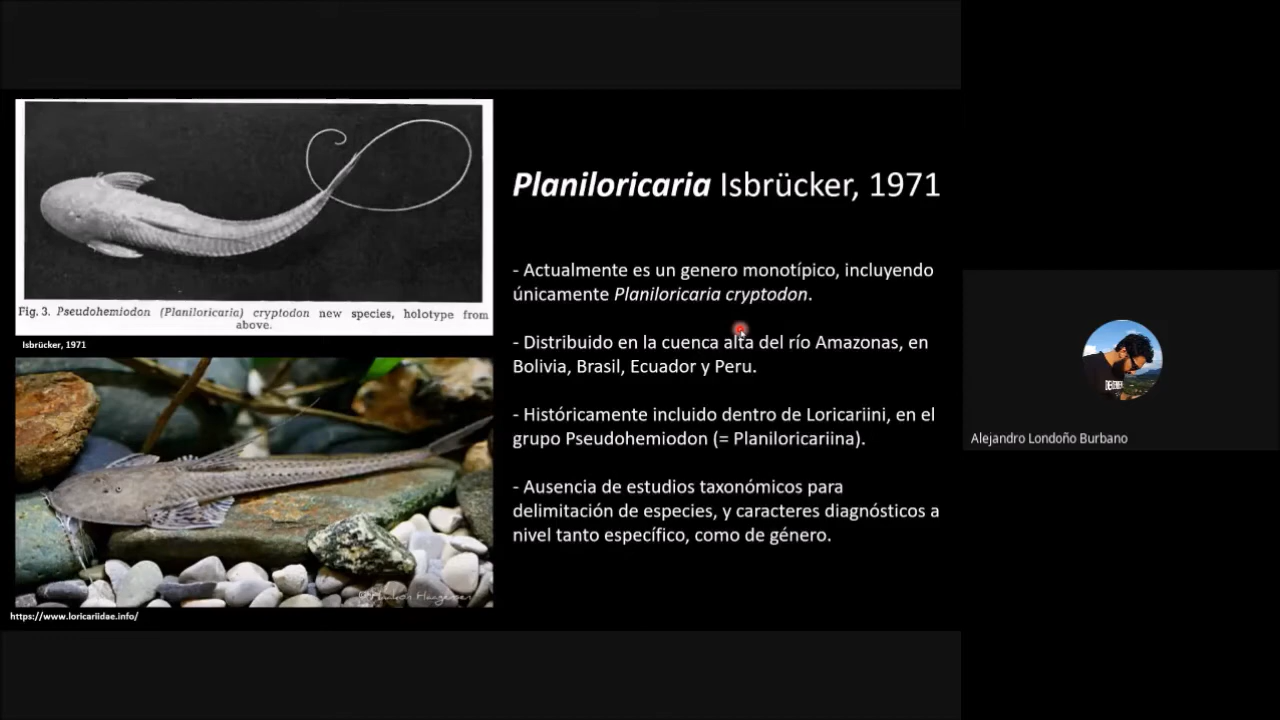 Fig. 3. Pseudohemiodon (Planiloricaria) cryptodon new species, holotype from
above.
Isbrücker, 1971
https://www.loricariidae.info/
Planiloricaria Isbrücker, 1971
- Actualmente es un genero monotípico, incluyendo
únicamente Planiloricaria cryptodon.
- Distribuido en la cuenca alta del río Amazonas, en
Bolivia, Brasil, Ecuador y Peru.
- Históricamente incluido dentro de Loricariini, en el
grupo Pseudohemiodon (= Planiloricariina).
- Ausencia de estudios taxonómicos para
delimitación de especies, y caracteres diagnósticos a
nivel tanto específico, como de género.
Alejandro Londoño Burbano